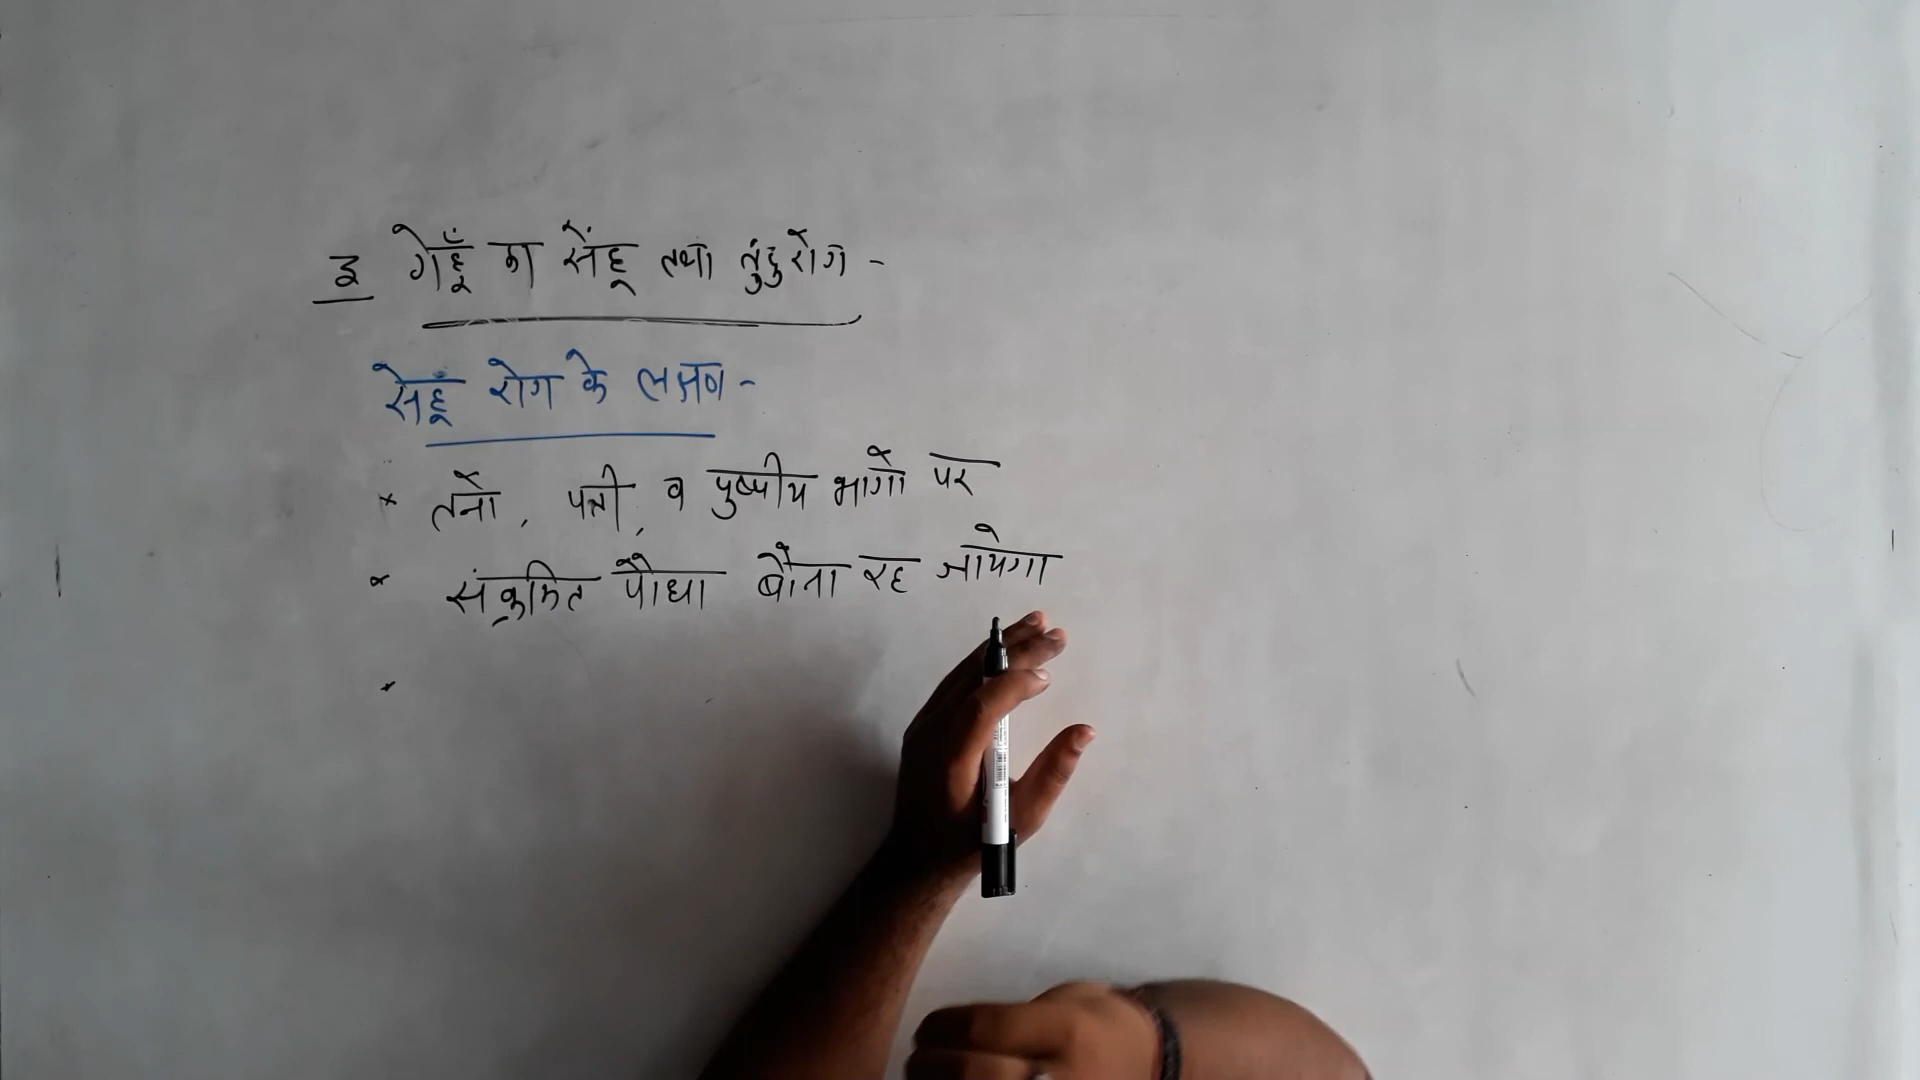 3 गेहूँ का सेंहू तथा तुंदु रोग -
सेहूँ रोग के लक्षण -
* तनो, पत्ती, व पुष्पीय भागो पर
* संक्रमित पौधा बौना रह जायेगा
*